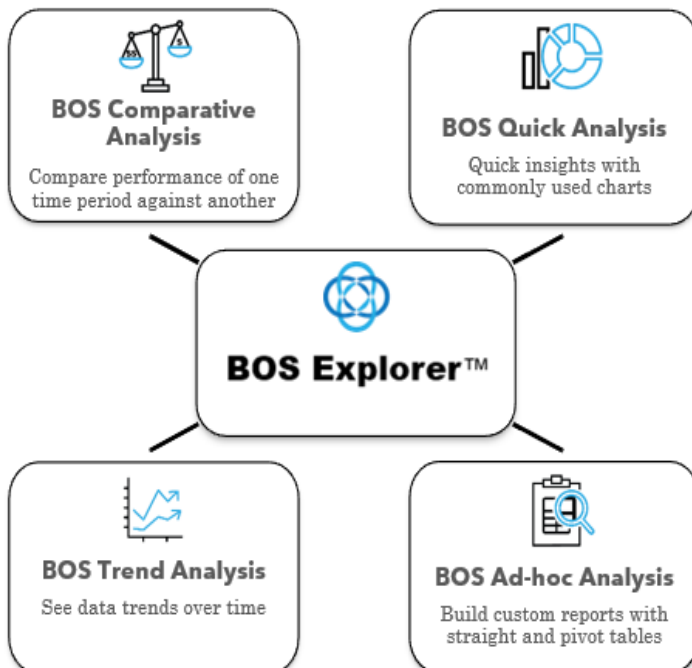 $$
$
BOS Comparative
Analysis
Compare performance of one
time period against another
BOS Quick Analysis
Quick insights with
commonly used charts
BOS Explorer™
BOS Trend Analysis
See data trends over time
BOS Ad-hoc Analysis
Build custom reports with
straight and pivot tables